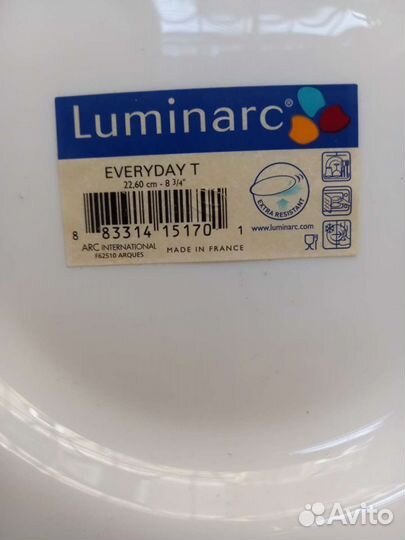 Luminarc®
EVERYDAY T
22,60 cm - 8 3/4"
EXTRA RESISTANT
8 83314 15170 1
www.luminarc.com
ARC INTERNATIONAL
MADE IN FRANCE
F62510 ARQUES
Avito